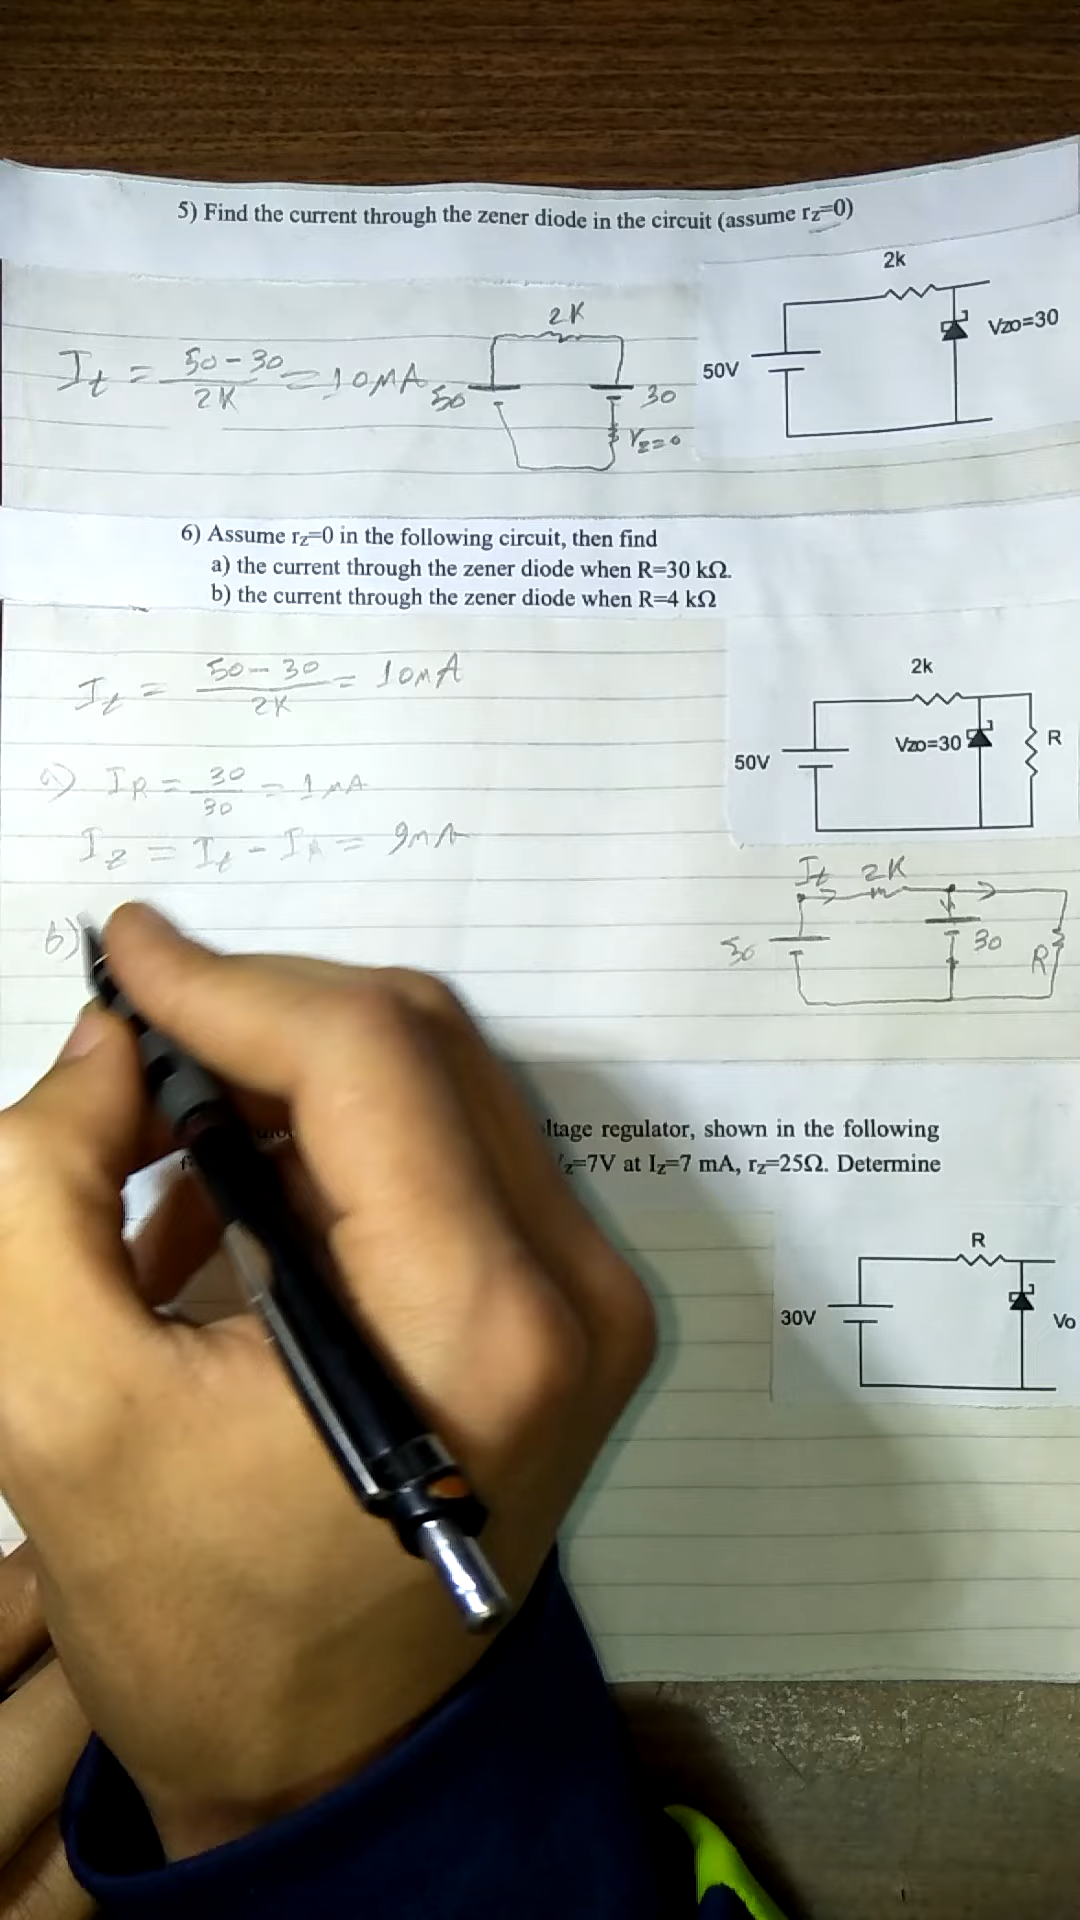 5) Find the current through the zener diode in the circuit (assume rz=0)
2k
Vzo=30
50V
It = 50-30 / 2K = 10mA
2K
50
30
rz=0
6) Assume rz=0 in the following circuit, then find
a) the current through the zener diode when R=30 kΩ.
b) the current through the zener diode when R=4 kΩ
2k
Vzo=30
R
50V
It = 50-30 / 2K = 10mA
a) IR = 30 / 30 = 1mA
Iz = It - IR = 9mA
It 2K
50
30
R
b)
ltage regulator, shown in the following
z=7V at Iz=7 mA, rz=25Ω. Determine
R
30V
Vo